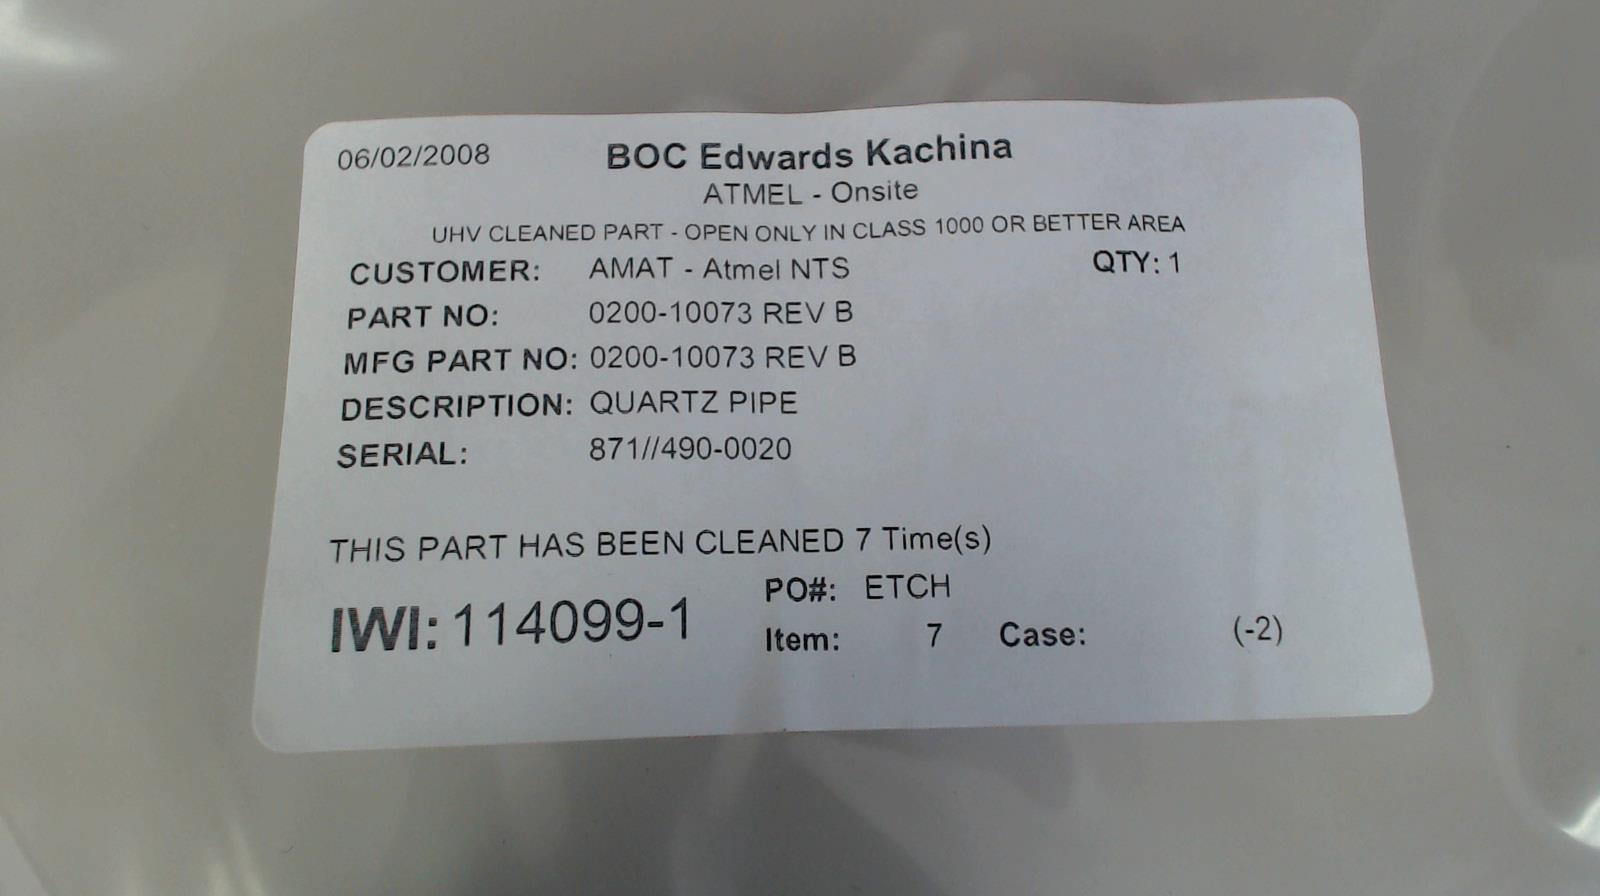 06/02/2008 BOC Edwards Kachina
ATMEL - Onsite
UHV CLEANED PART - OPEN ONLY IN CLASS 1000 OR BETTER AREA
CUSTOMER: AMAT - Atmel NTS QTY: 1
PART NO: 0200-10073 REV B
MFG PART NO: 0200-10073 REV B
DESCRIPTION: QUARTZ PIPE
SERIAL: 871//490-0020
THIS PART HAS BEEN CLEANED 7 Time(s)
PO#: ETCH
IWI: 114099-1
Item: 7 Case: (-2)